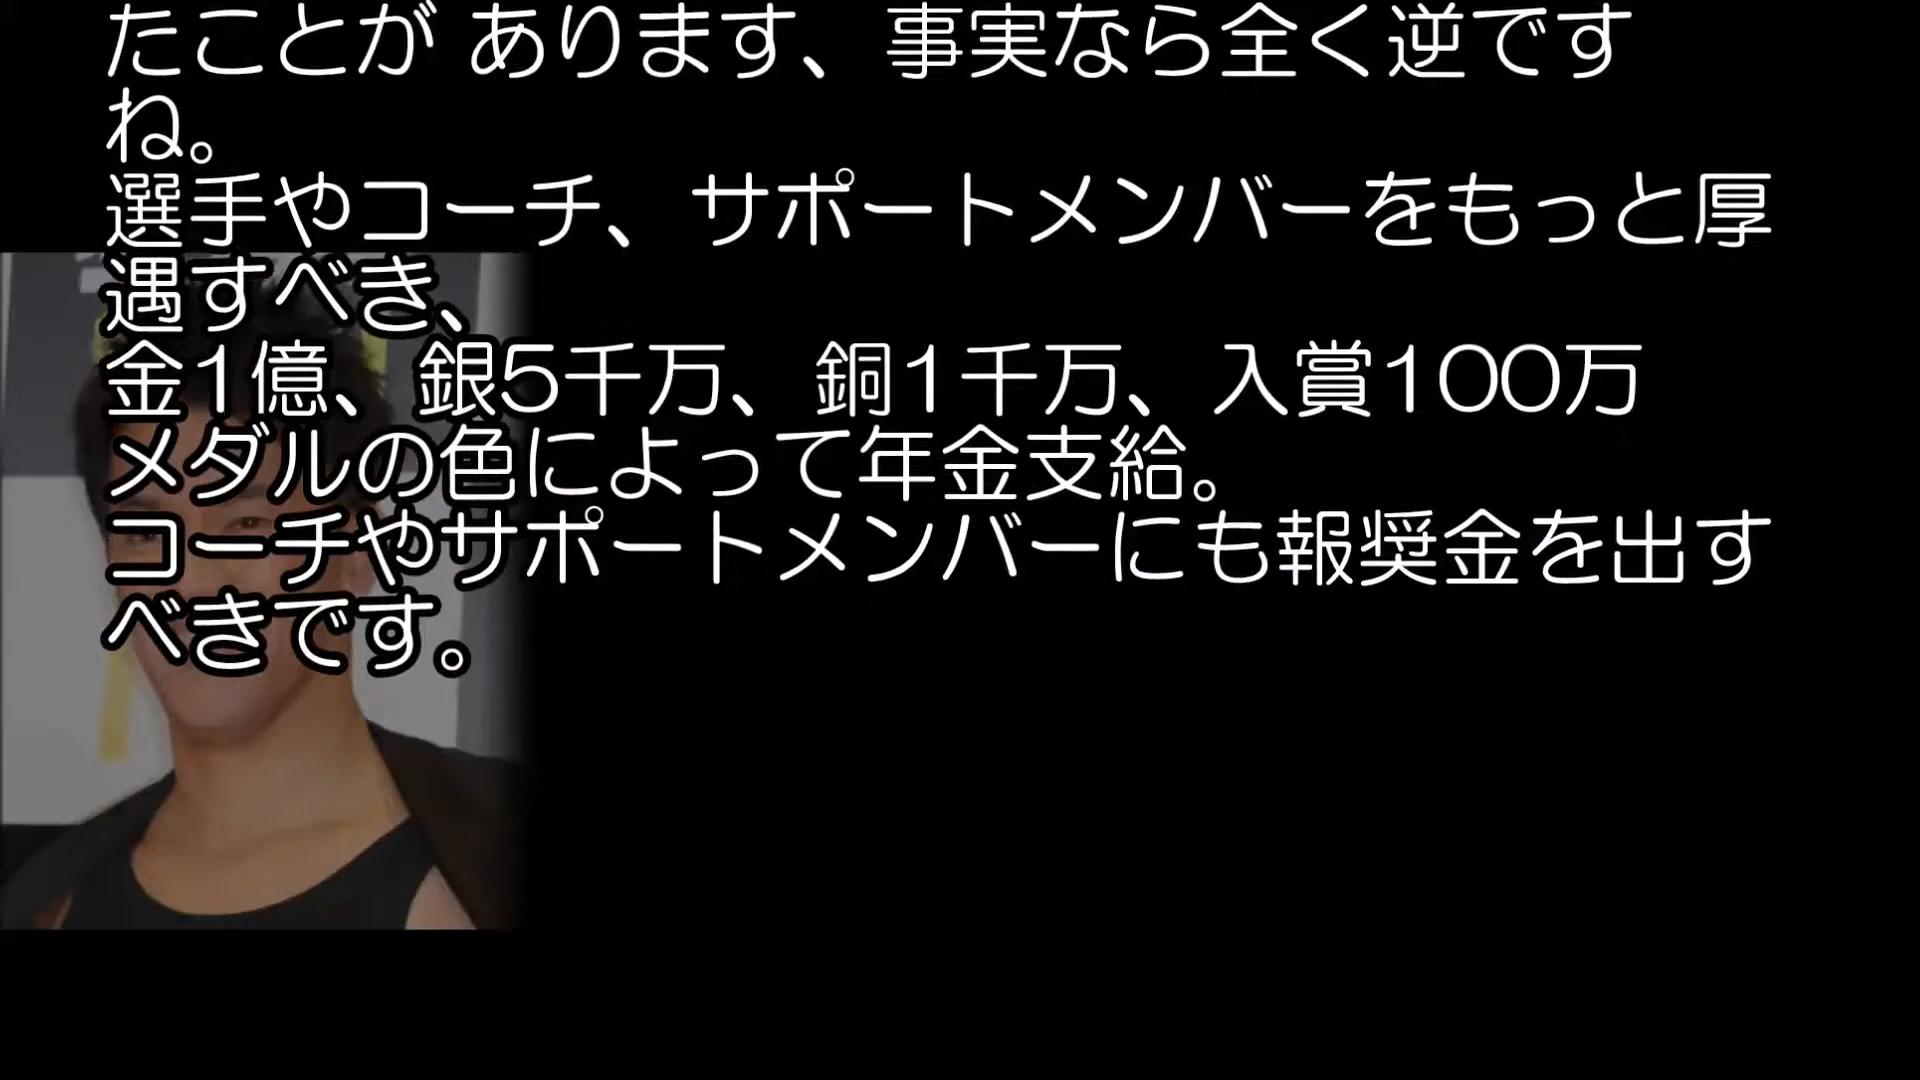 たことが あります、事実なら全く逆です
ね。
選手やコーチ、サポートメンバーをもっと厚
遇すべき、
金1億、銀5千万、銅1千万、入賞100万
メダルの色によって年金支給。
コーチやサポートメンバーにも報奨金を出す
べきです。